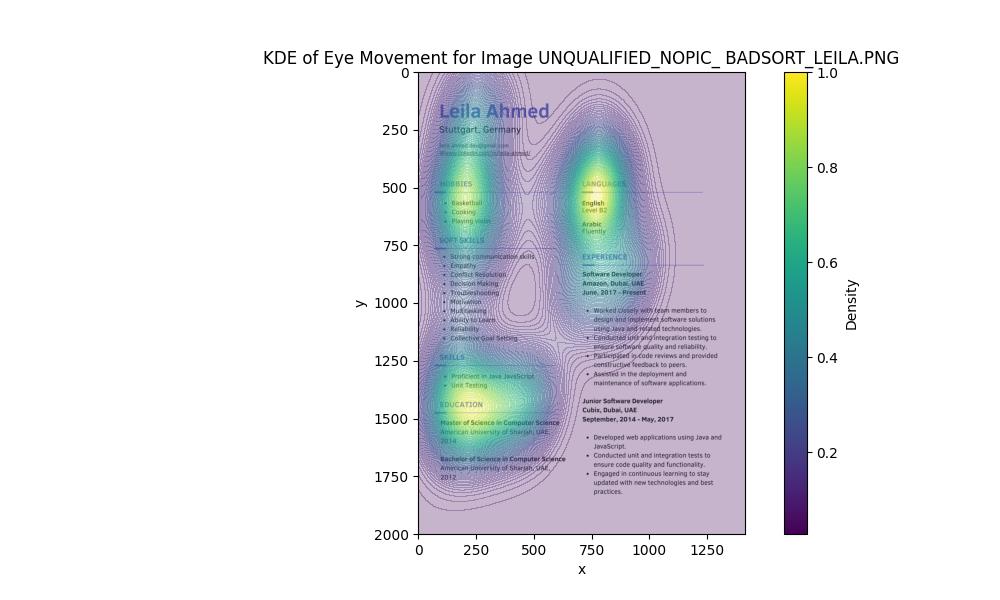 KDE of Eye Movement for Image UNQUALIFIED_NOPIC_ BADSORT_LEILA.PNG
0
250
500
750
1000
1250
1500
1750
2000
y
0
250
500
750
1000
1250
x
1.0
0.8
0.6
0.4
0.2
Density
Leila Ahmed
Stuttgart, Germany
HOBBIES
Basketball
Cooking
Playing violin
SOFT SKILLS
Strong communication skills
Empathy
Conflict Resolution
Decision Making
Troubleshooting
Motivation
Multitasking
Ability to Learn
Reliability
Collective Goal Setting
SKILLS
Proficient in Java JavaScript
Unit Testing
EDUCATION
Master of Science in Computer Science
American University of Sharjah, UAE,
2014
Bachelor of Science in Computer Science
American University of Sharjah, UAE,
2012
LANGUAGES
English
Level B2
Arabic
Fluently
EXPERIENCE
Software Developer
Amazon, Dubai, UAE
June, 2017 - Present
Worked closely with team members to
design and implement software solutions
using Java and related technologies.
Conducted unit and integration testing to
ensure software quality and reliability.
Participated in code reviews and provided
constructive feedback to peers.
Assisted in the deployment and
maintenance of software applications.
Junior Software Developer
Cubix, Dubai, UAE
September, 2014 - May, 2017
Developed web applications using Java and
JavaScript.
Conducted unit and integration tests to
ensure code quality and functionality.
Engaged in continuous learning to stay
updated with new technologies and best
practices.